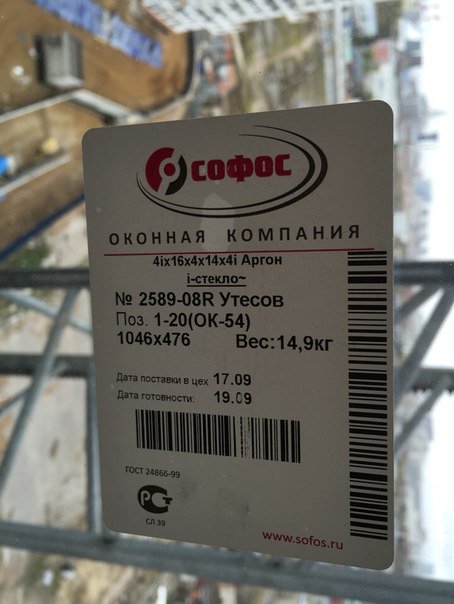 СОФОС
ОКОННАЯ КОМПАНИЯ
4ix16x4x14x4i Аргон
i-стекло~
№ 2589-08R Утесов
Поз. 1-20(ОК-54)
1046x476 Вес:14,9кг
Дата поставки в цех 17.09
Дата готовности: 19.09
ГОСТ 24866-99
РСТ
СЛ 39
www.sofos.ru